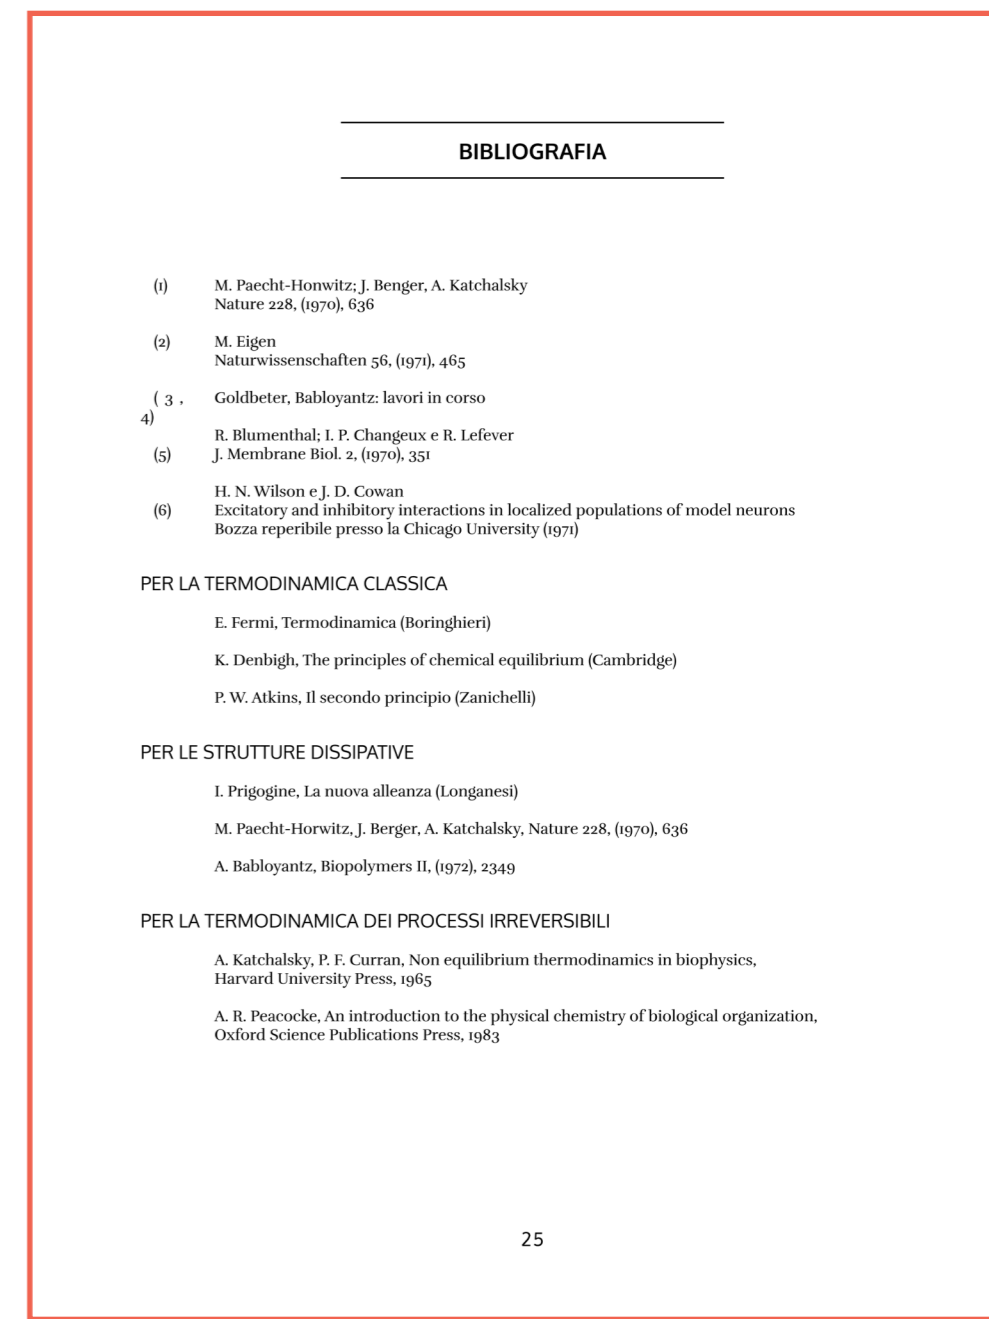 BIBLIOGRAFIA
(1) M. Paecht-Honwitz; J. Benger, A. Katchalsky
Nature 228, (1970), 636
(2) M. Eigen
Naturwissenschaften 56, (1971), 465
( 3 , Goldbeter, Babloyantz: lavori in corso
4)
R. Blumenthal; I. P. Changeux e R. Lefever
(5) J. Membrane Biol. 2, (1970), 351
H. N. Wilson e J. D. Cowan
(6) Excitatory and inhibitory interactions in localized populations of model neurons
Bozza reperibile presso la Chicago University (1971)
PER LA TERMODINAMICA CLASSICA
E. Fermi, Termodinamica (Boringhieri)
K. Denbigh, The principles of chemical equilibrium (Cambridge)
P. W. Atkins, Il secondo principio (Zanichelli)
PER LE STRUTTURE DISSIPATIVE
I. Prigogine, La nuova alleanza (Longanesi)
M. Paecht-Horwitz, J. Berger, A. Katchalsky, Nature 228, (1970), 636
A. Babloyantz, Biopolymers II, (1972), 2349
PER LA TERMODINAMICA DEI PROCESSI IRREVERSIBILI
A. Katchalsky, P. F. Curran, Non equilibrium thermodinamics in biophysics,
Harvard University Press, 1965
A. R. Peacocke, An introduction to the physical chemistry of biological organization,
Oxford Science Publications Press, 1983
25